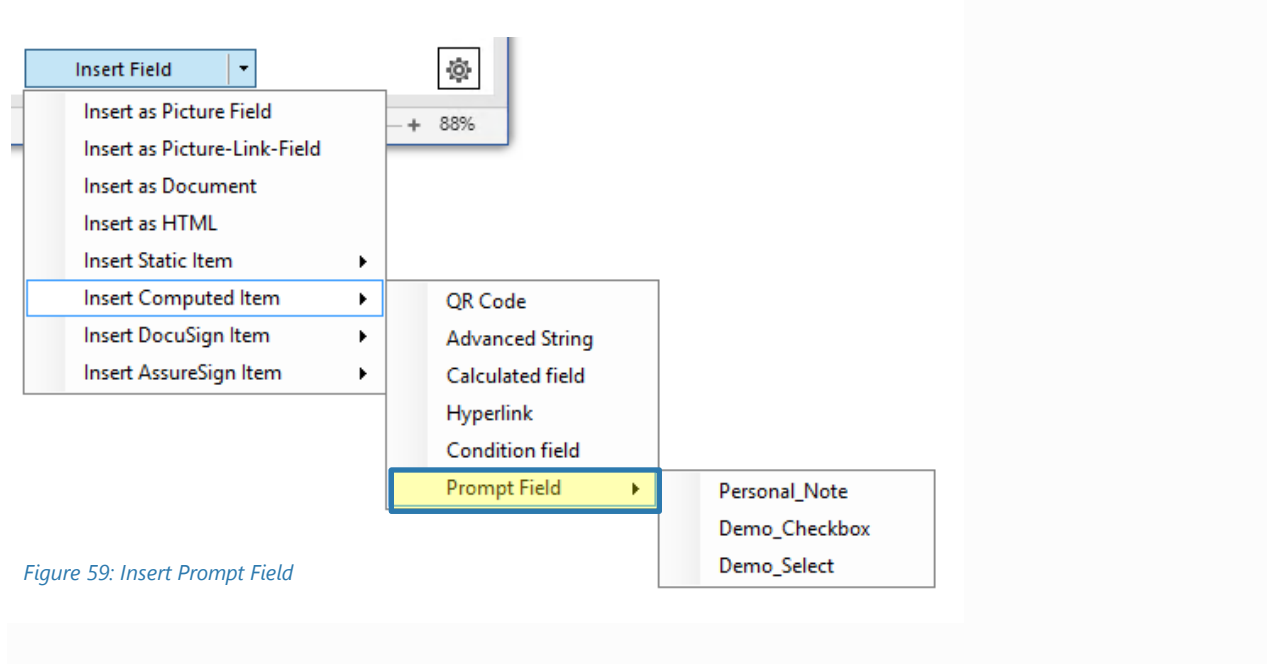 Insert Field
Insert as Picture Field
88%
Insert as Picture-Link-Field
Insert as Document
Insert as HTML
Insert Static Item
Insert Computed Item
Insert DocuSign Item
Insert AssureSign Item
QR Code
Advanced String
Calculated field
Hyperlink
Condition field
Prompt Field
Personal_Note
Demo_Checkbox
Demo_Select
Figure 59: Insert Prompt Field